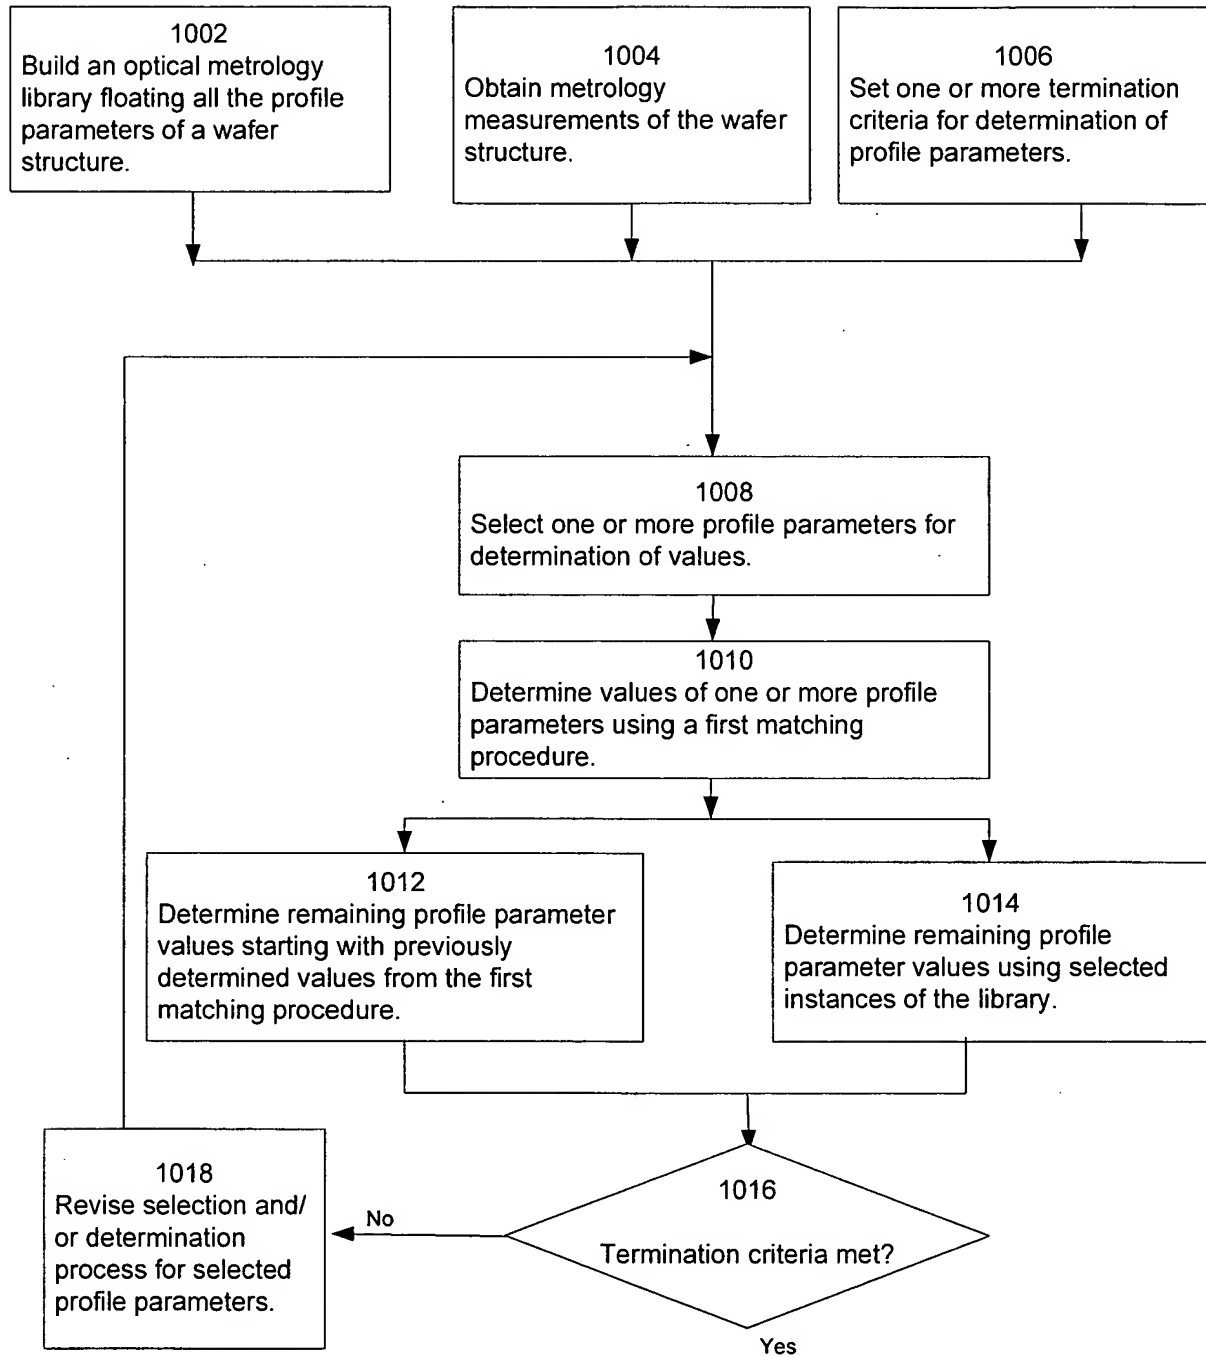 1002
Build an optical metrology
library floating all the profile
parameters of a wafer
structure.
1004
Obtain metrology
measurements of the wafer
structure.
1006
Set one or more termination
criteria for determination of
profile parameters.
1008
Select one or more profile parameters for
determination of values.
1010
Determine values of one or more profile
parameters using a first matching
procedure.
1012
Determine remaining profile parameter
values starting with previously
determined values from the first
matching procedure.
1014
Determine remaining profile
parameter values using selected
instances of the library.
1016
Termination criteria met?
No
1018
Revise selection and/
or determination
process for selected
profile parameters.
Yes